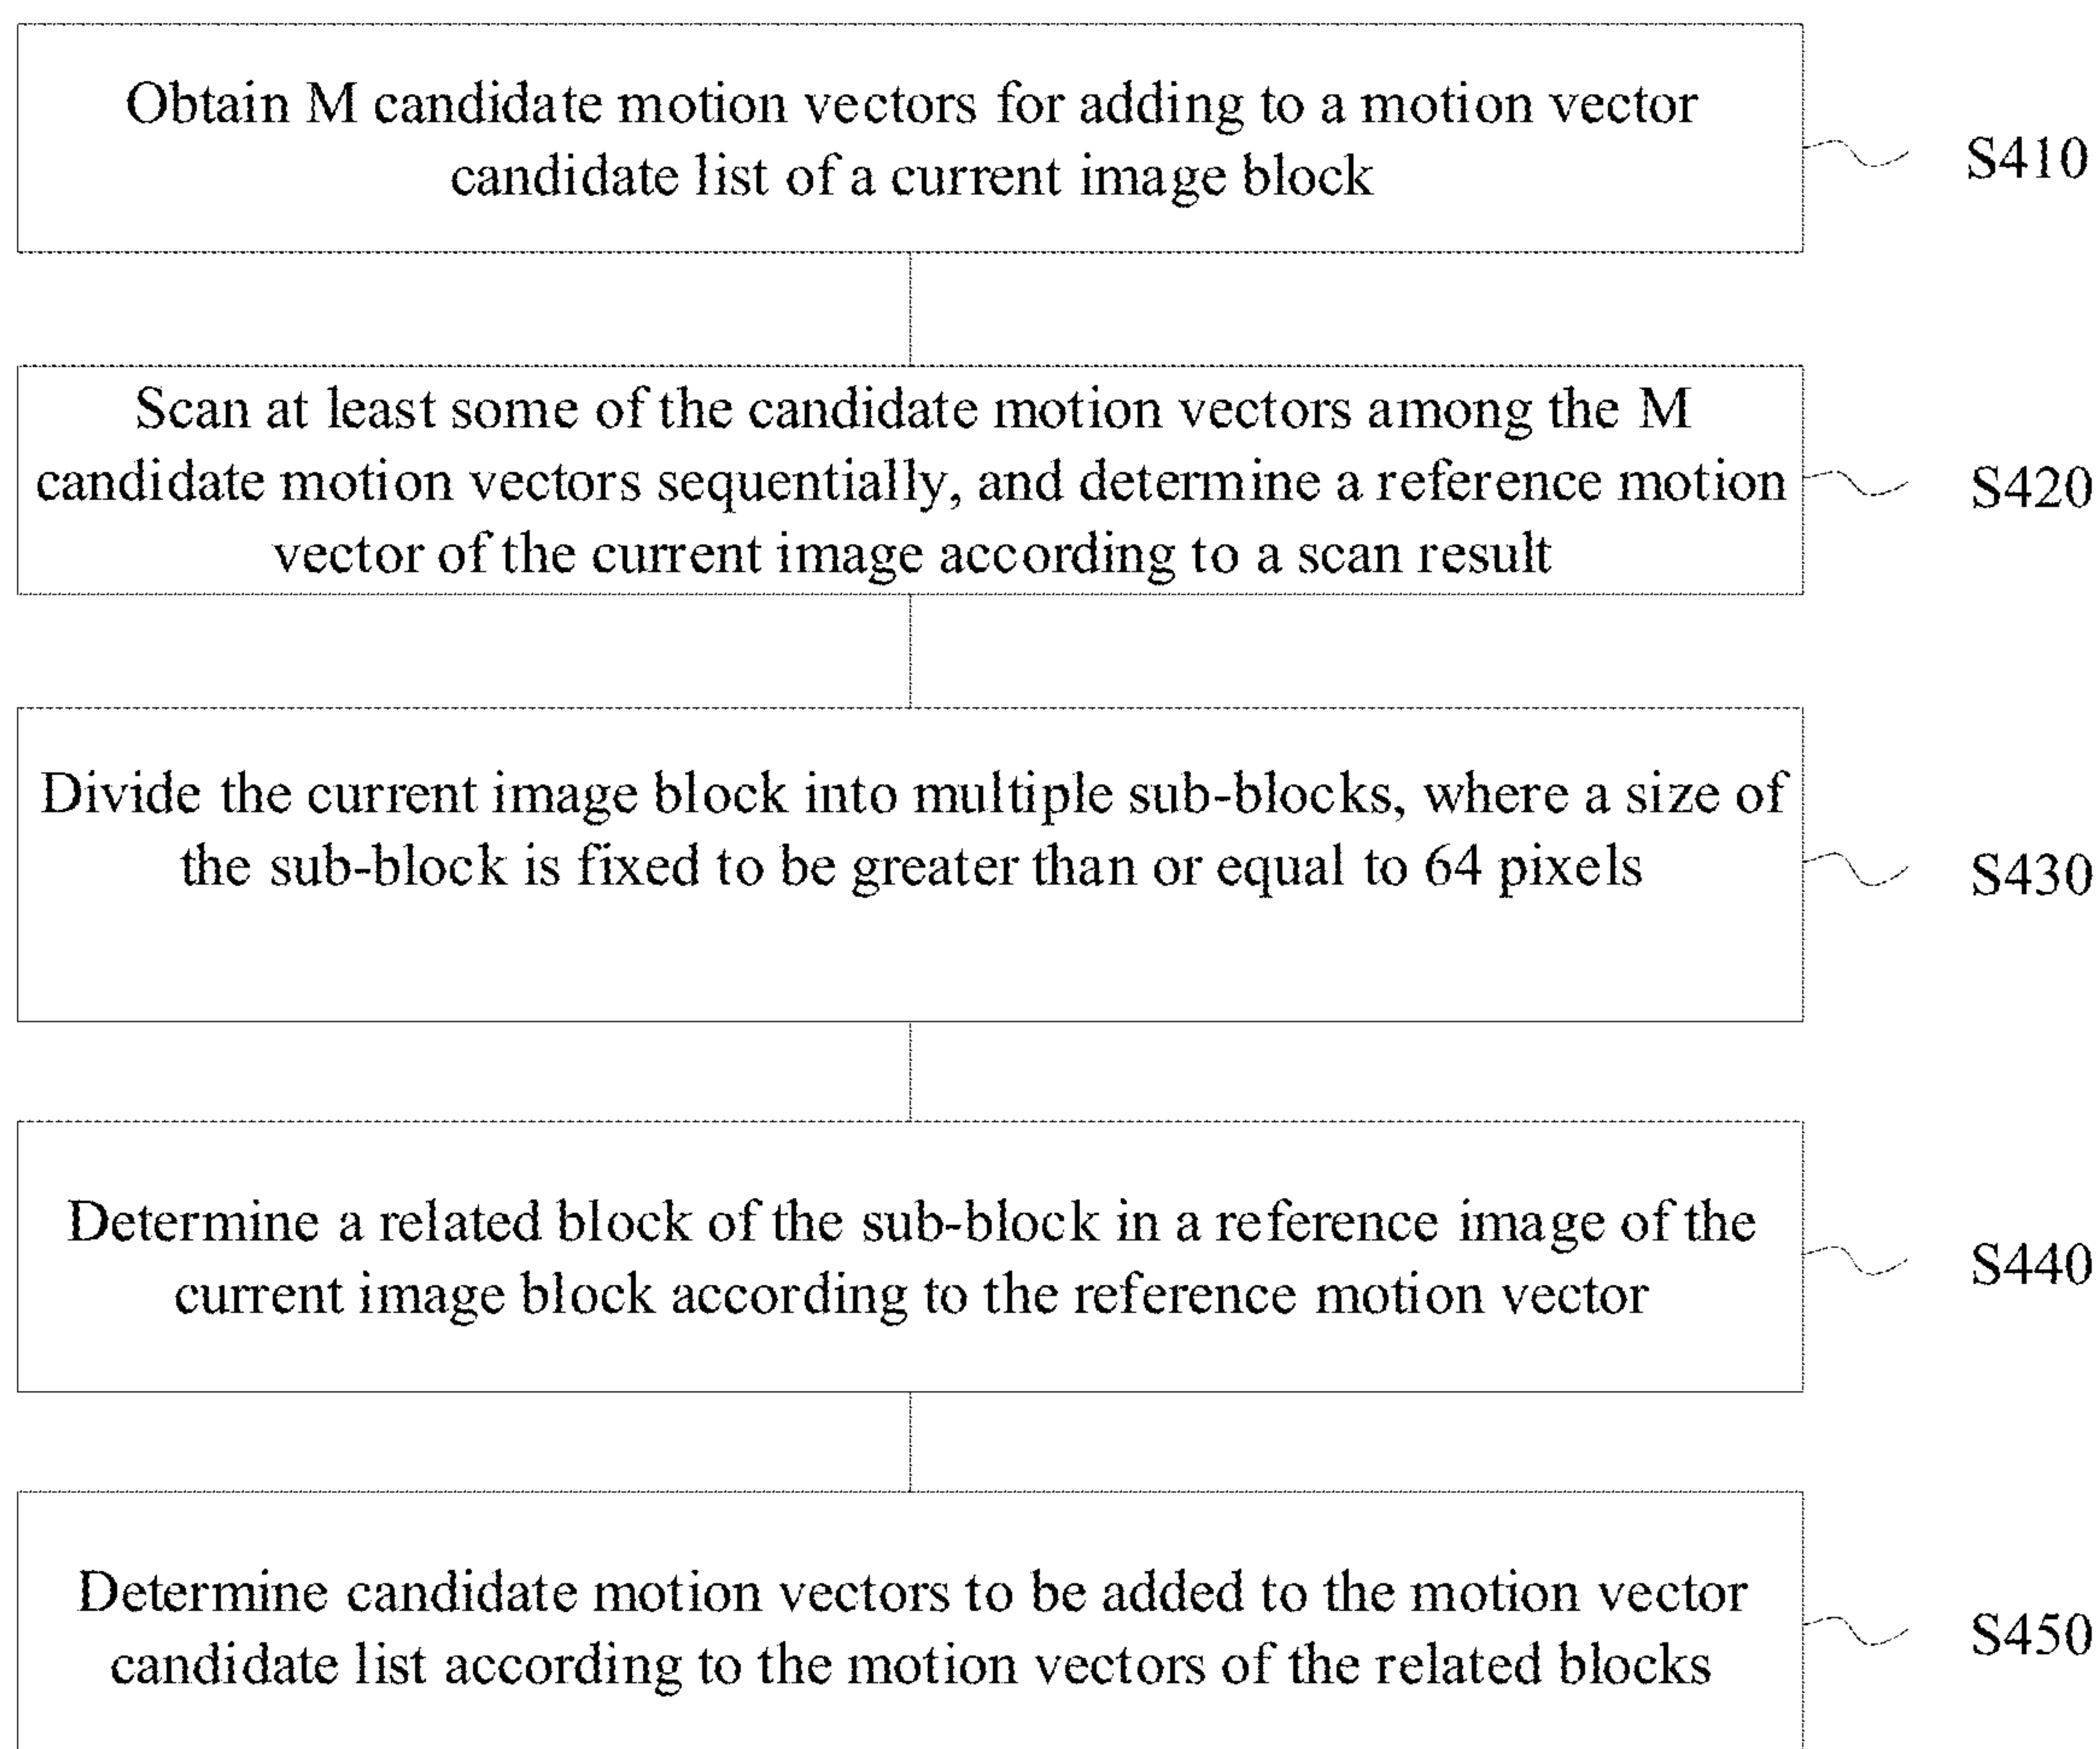 Obtain M candidate motion vectors for adding to a motion vector
candidate list of a current image block
S410
Scan at least some of the candidate motion vectors among the M
candidate motion vectors sequentially, and determine a reference motion
vector of the current image according to a scan result
S420
Divide the current image block into multiple sub-blocks, where a size of
the sub-block is fixed to be greater than or equal to 64 pixels
S430
Determine a related block of the sub-block in a reference image of the
current image block according to the reference motion vector
S440
Determine candidate motion vectors to be added to the motion vector
candidate list according to the motion vectors of the related blocks
S450